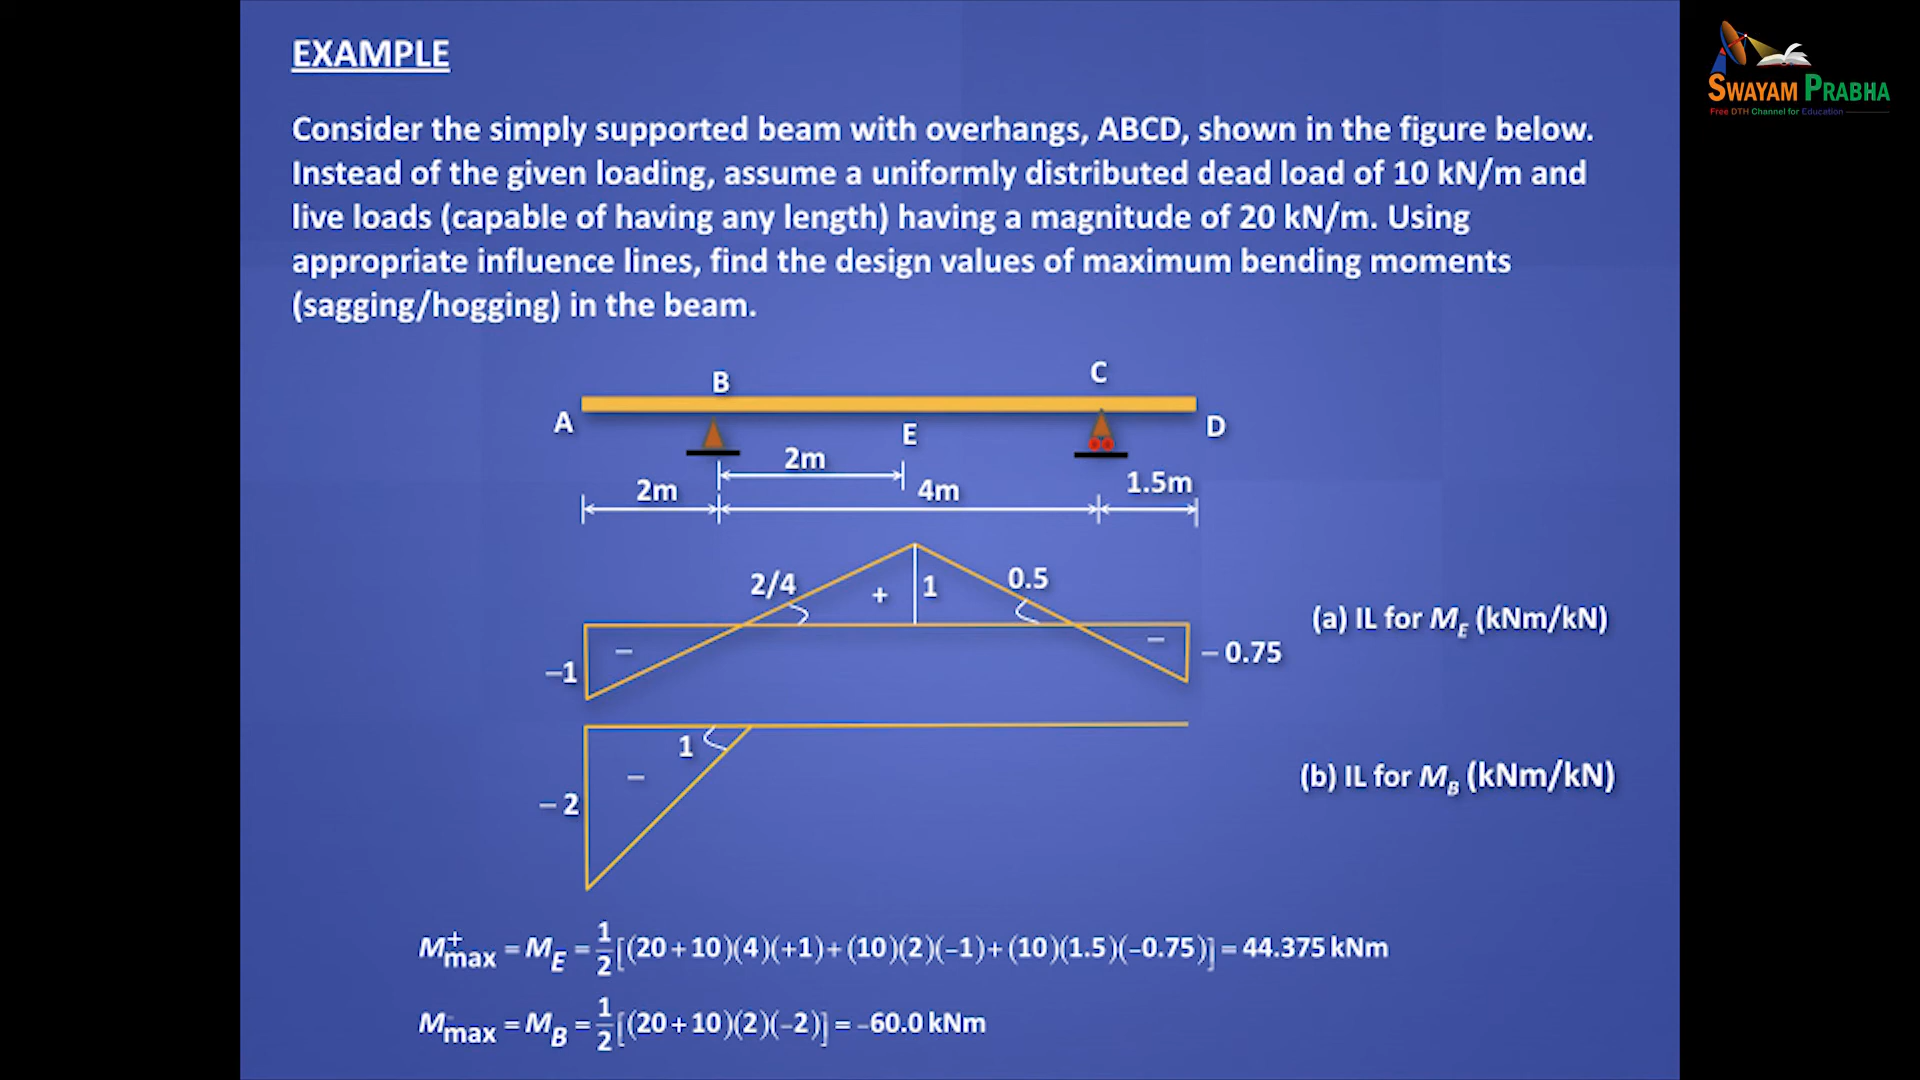 EXAMPLE
SWAYAM PRABHA
Free DTH Channel for Education
Consider the simply supported beam with overhangs, ABCD, shown in the figure below.
Instead of the given loading, assume a uniformly distributed dead load of 10 kN/m and
live loads (capable of having any length) having a magnitude of 20 kN/m. Using
appropriate influence lines, find the design values of maximum bending moments
(sagging/hogging) in the beam.
B
C
A
E
D
2m
2m
4m
1.5m
2/4
+
1
0.5
(a) IL for M_E (kNm/kN)
–
–
– 0.75
–1
1
–
(b) IL for M_B (kNm/kN)
– 2
M⁺max = M_E = 1/2[(20+10)(4)(+1)+(10)(2)(–1)+(10)(1.5)(–0.75)] = 44.375 kNm
M⁻max = M_B = 1/2[(20+10)(2)(–2)] = –60.0 kNm